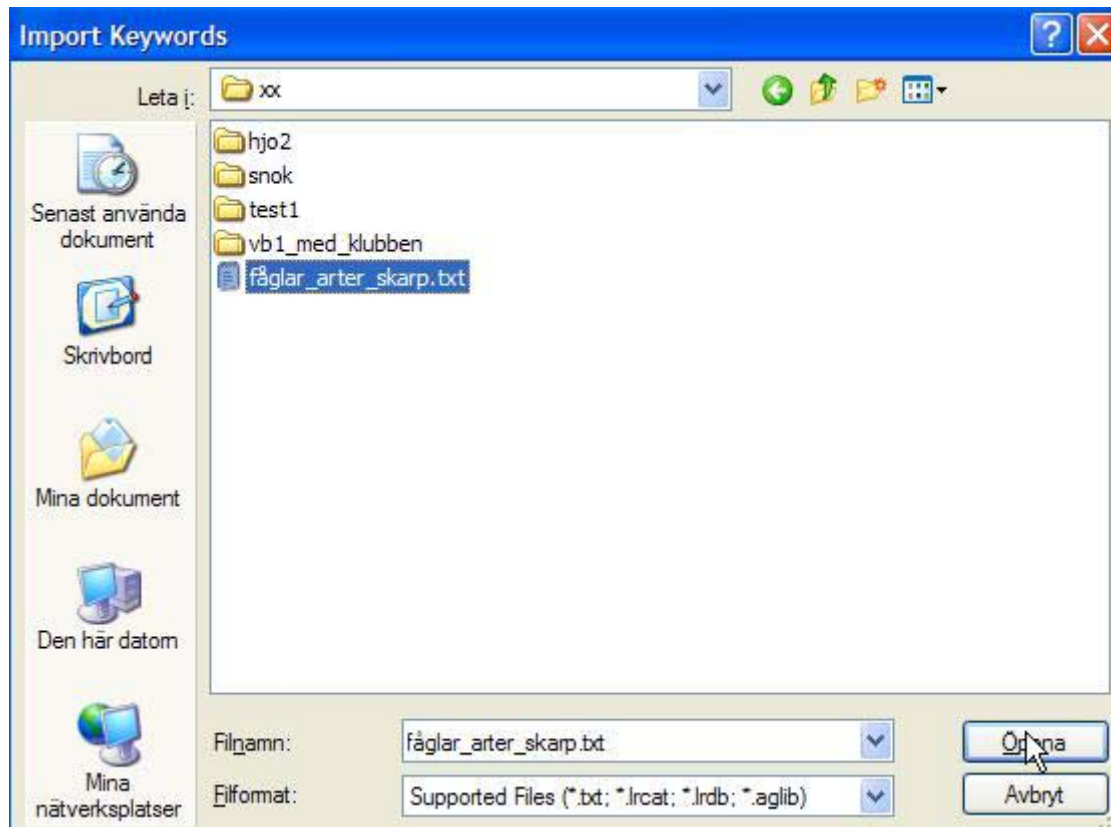 Import Keywords
Leta i:
xx
hjo2
snok
test1
vb1_med_klubben
fåglar_arter_skarp.txt
Senast använda
dokument
Skrivbord
Mina dokument
Den här datorn
Mina
nätverksplatser
Filnamn:
fåglar_arter_skarp.txt
Öppna
Filformat:
Supported Files (*.txt; *.lrcat; *.lrdb; *.aglib)
Avbryt